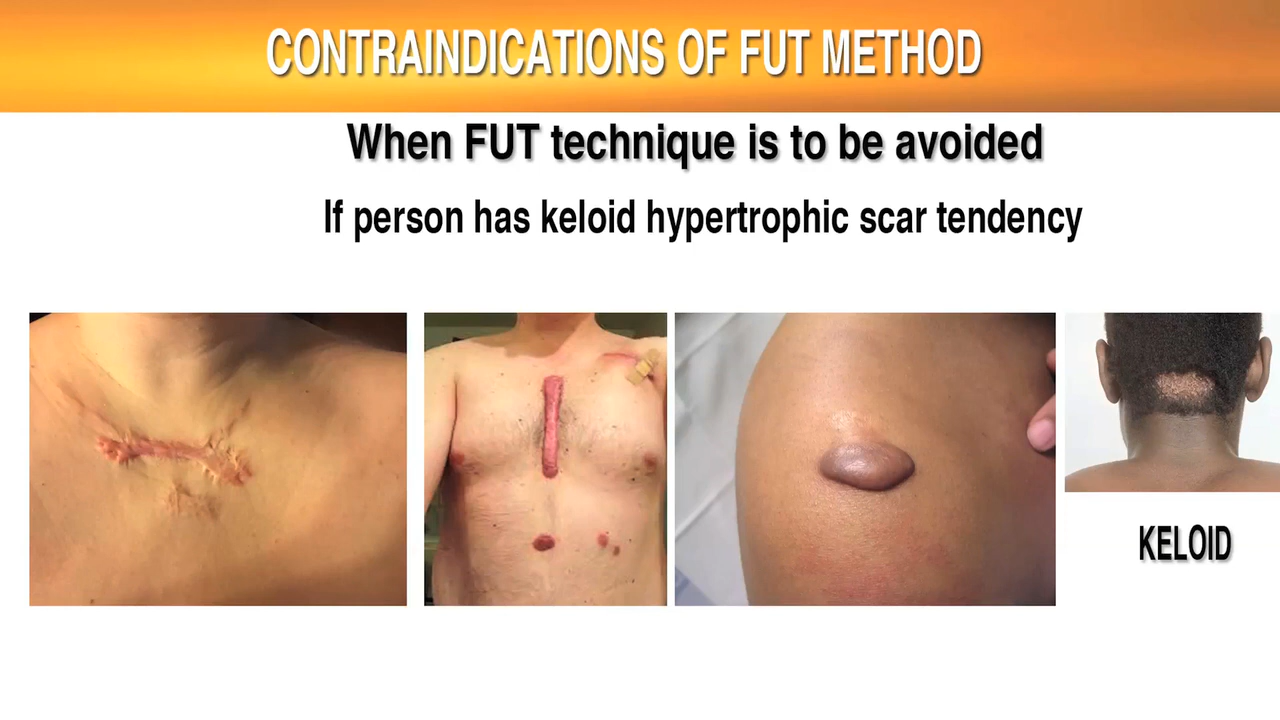 CONTRAINDICATIONS OF FUT METHOD
When FUT technique is to be avoided
If person has keloid hypertrophic scar tendency
KELOID